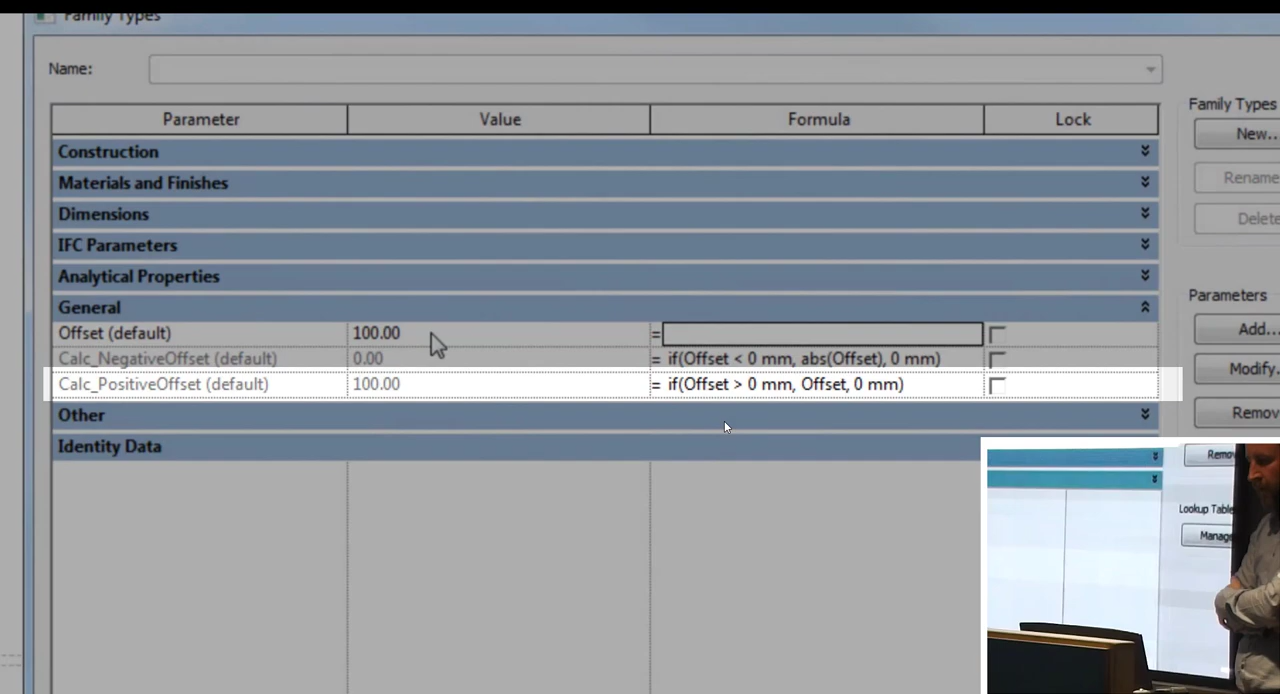 Family Types
Name:
Parameter Value Formula Lock
Family Types
New...
Construction
Materials and Finishes
Rename
Dimensions
Delete
IFC Parameters
Analytical Properties
Parameters
General
Offset (default) 100.00 =
Add...
Calc_NegativeOffset (default) 0.00 = if(Offset < 0 mm, abs(Offset), 0 mm)
Modify.
Calc_PositiveOffset (default) 100.00 = if(Offset > 0 mm, Offset, 0 mm)
Other
Remov
Identity Data
Remov
Lookup Table
Manage